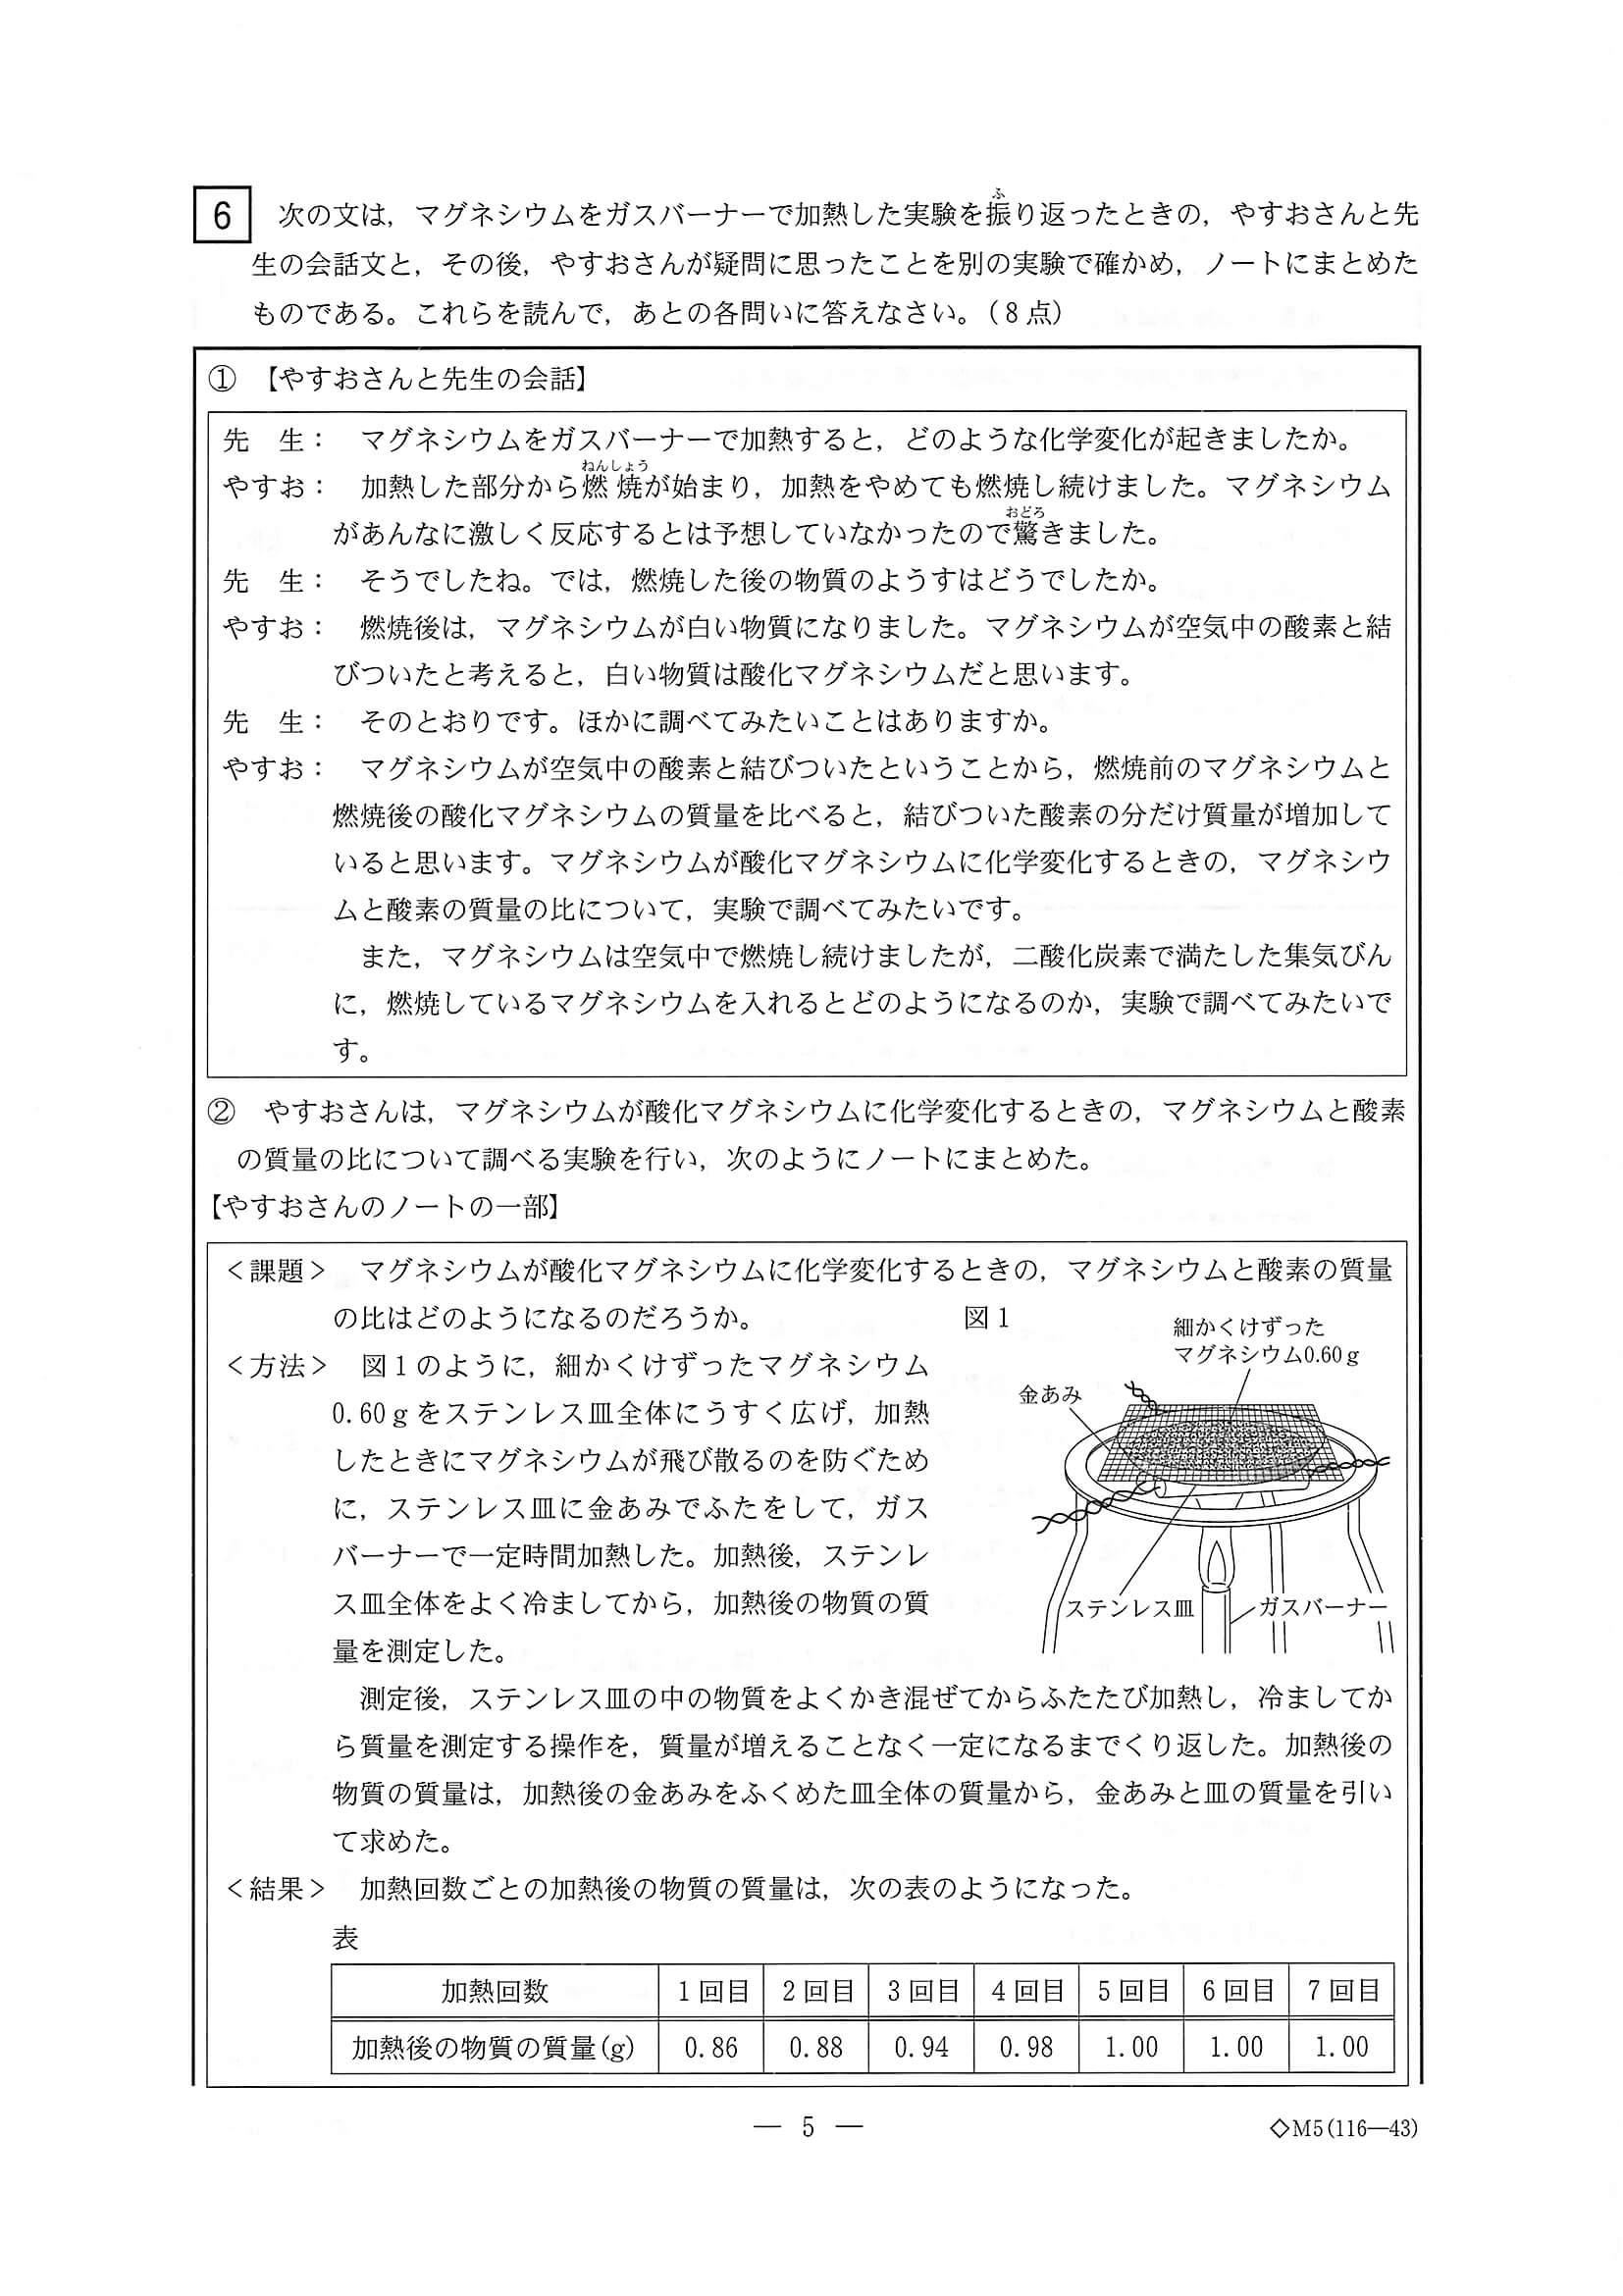 6 次の文は，マグネシウムをガスバーナーで加熱した実験を振り返ったときの，やすおさんと先
生の会話文と，その後，やすおさんが疑問に思ったことを別の実験で確かめ，ノートにまとめた
ものである。これらを読んで，あとの各問いに答えなさい。（8点）
① 【やすおさんと先生の会話】
先　生：　マグネシウムをガスバーナーで加熱すると，どのような化学変化が起きましたか。
やすお：　加熱した部分から燃焼が始まり，加熱をやめても燃焼し続けました。マグネシウム
があんなに激しく反応するとは予想していなかったので驚きました。
先　生：　そうでしたね。では，燃焼した後の物質のようすはどうでしたか。
やすお：　燃焼後は，マグネシウムが白い物質になりました。マグネシウムが空気中の酸素と結
びついたと考えると，白い物質は酸化マグネシウムだと思います。
先　生：　そのとおりです。ほかに調べてみたいことはありますか。
やすお：　マグネシウムが空気中の酸素と結びついたということから，燃焼前のマグネシウムと
燃焼後の酸化マグネシウムの質量を比べると，結びついた酸素の分だけ質量が増加して
いると思います。マグネシウムが酸化マグネシウムに化学変化するときの，マグネシウ
ムと酸素の質量の比について，実験で調べてみたいです。
また，マグネシウムは空気中で燃焼し続けましたが，二酸化炭素で満たした集気びん
に，燃焼しているマグネシウムを入れるとどのようになるのか，実験で調べてみたいで
す。
②　やすおさんは，マグネシウムが酸化マグネシウムに化学変化するときの，マグネシウムと酸素
の質量の比について調べる実験を行い，次のようにノートにまとめた。
【やすおさんのノートの一部】
＜課題＞　マグネシウムが酸化マグネシウムに化学変化するときの，マグネシウムと酸素の質量
の比はどのようになるのだろうか。
＜方法＞　図1のように，細かくけずったマグネシウム
0.60gをステンレス皿全体にうすく広げ，加熱
したときにマグネシウムが飛び散るのを防ぐため
に，ステンレス皿に金あみでふたをして，ガス
バーナーで一定時間加熱した。加熱後，ステンレ
ス皿全体をよく冷ましてから，加熱後の物質の質
量を測定した。
図1
細かくけずった
マグネシウム0.60g
金あみ
ステンレス皿
ガスバーナー
測定後，ステンレス皿の中の物質をよくかき混ぜてからふたたび加熱し，冷ましてか
ら質量を測定する操作を，質量が増えることなく一定になるまでくり返した。加熱後の
物質の質量は，加熱後の金あみをふくめた皿全体の質量から，金あみと皿の質量を引い
て求めた。
＜結果＞　加熱回数ごとの加熱後の物質の質量は，次の表のようになった。
表
加熱回数 1回目 2回目 3回目 4回目 5回目 6回目 7回目
加熱後の物質の質量(g) 0.86 0.88 0.94 0.98 1.00 1.00 1.00
― 5 ―
◇M5(116―43)
ふ
ねんしょう
おどろ